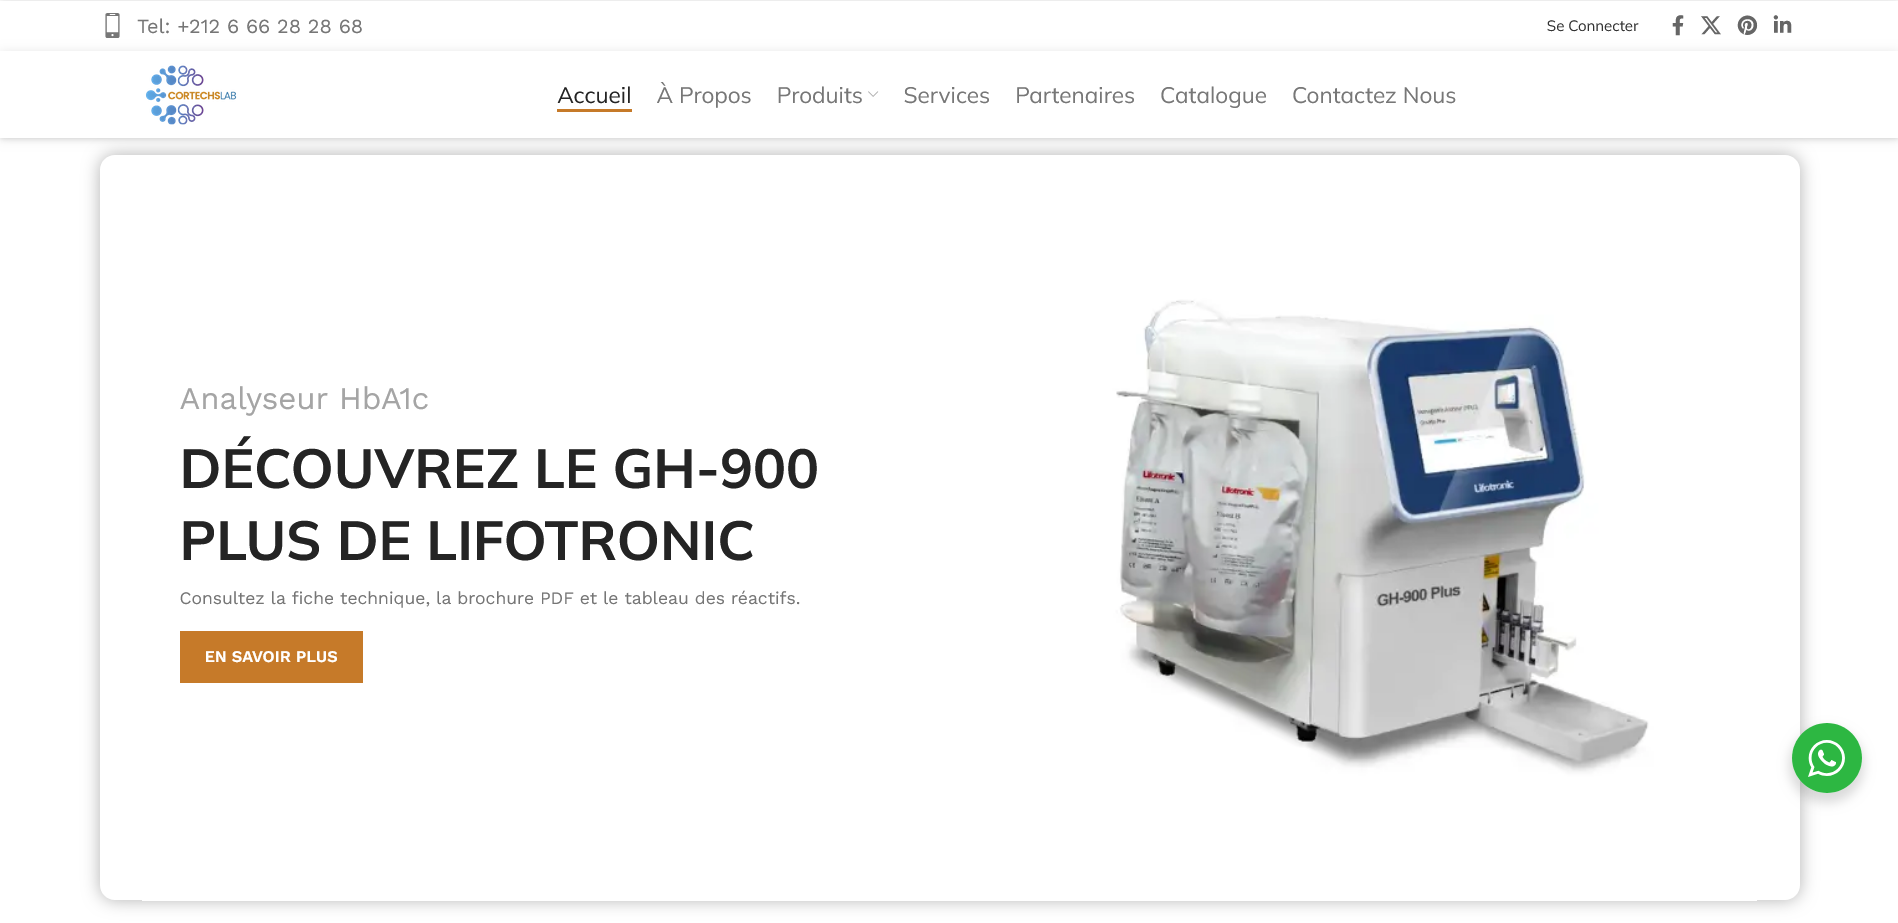 Tel: +212 6 66 28 28 68
Se Connecter
CORTECHSLAB
Accueil
À Propos
Produits
Services
Partenaires
Catalogue
Contactez Nous
Analyseur HbA1c
DÉCOUVREZ LE GH-900
PLUS DE LIFOTRONIC
Consultez la fiche technique, la brochure PDF et le tableau des réactifs.
EN SAVOIR PLUS
Lifotronic
Lifotronic
Lifotronic
GH-900 Plus